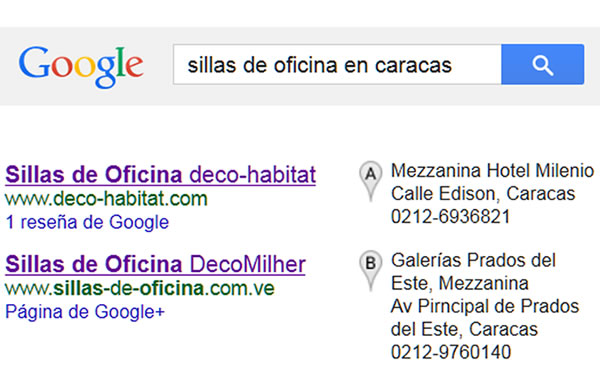 Google
sillas de oficina en caracas
Sillas de Oficina deco-habitat
www.deco-habitat.com
1 reseña de Google
A
Mezzanina Hotel Milenio
Calle Edison, Caracas
0212-6936821
Sillas de Oficina DecoMilher
www.sillas-de-oficina.com.ve
Página de Google+
B
Galerías Prados del
Este, Mezzanina
Av Pirncipal de Prados
del Este, Caracas
0212-9760140